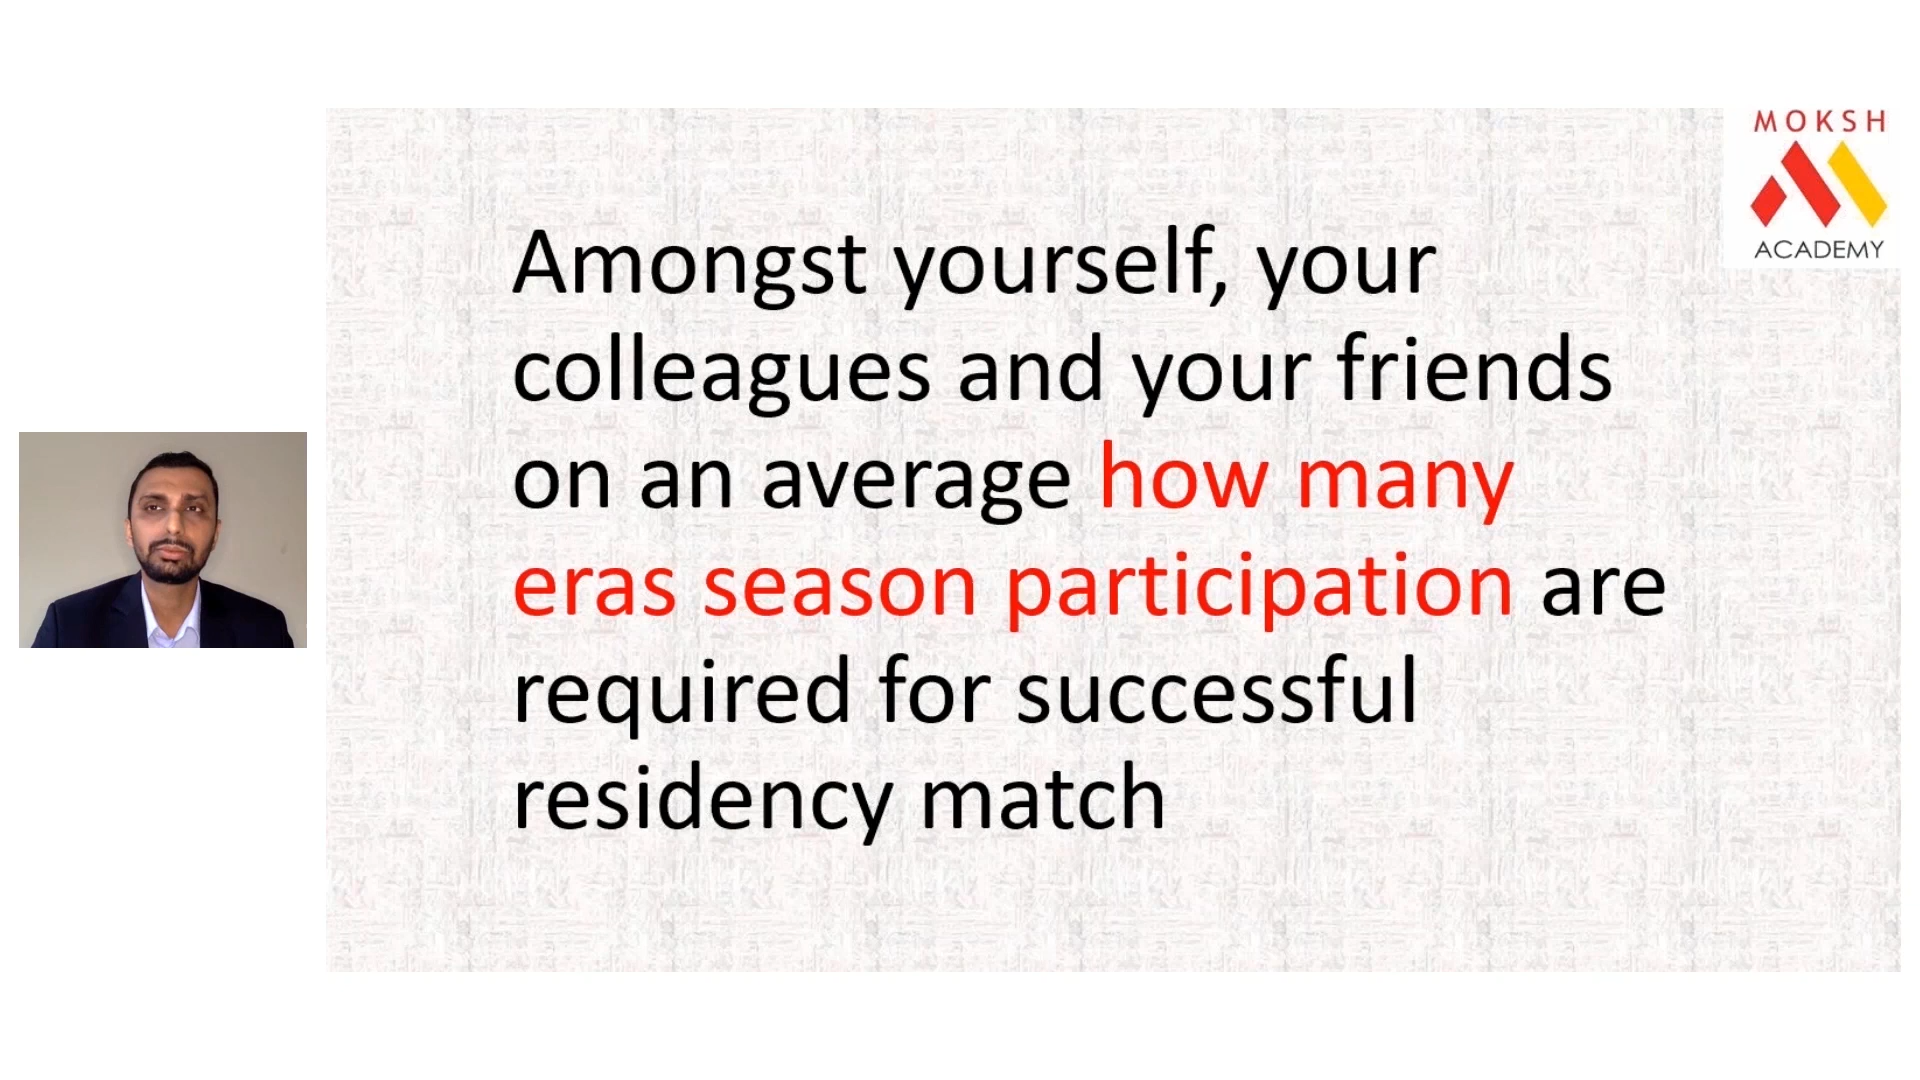 MOKSH
ACADEMY
Amongst yourself, your
colleagues and your friends
on an average how many
eras season participation are
required for successful
residency match